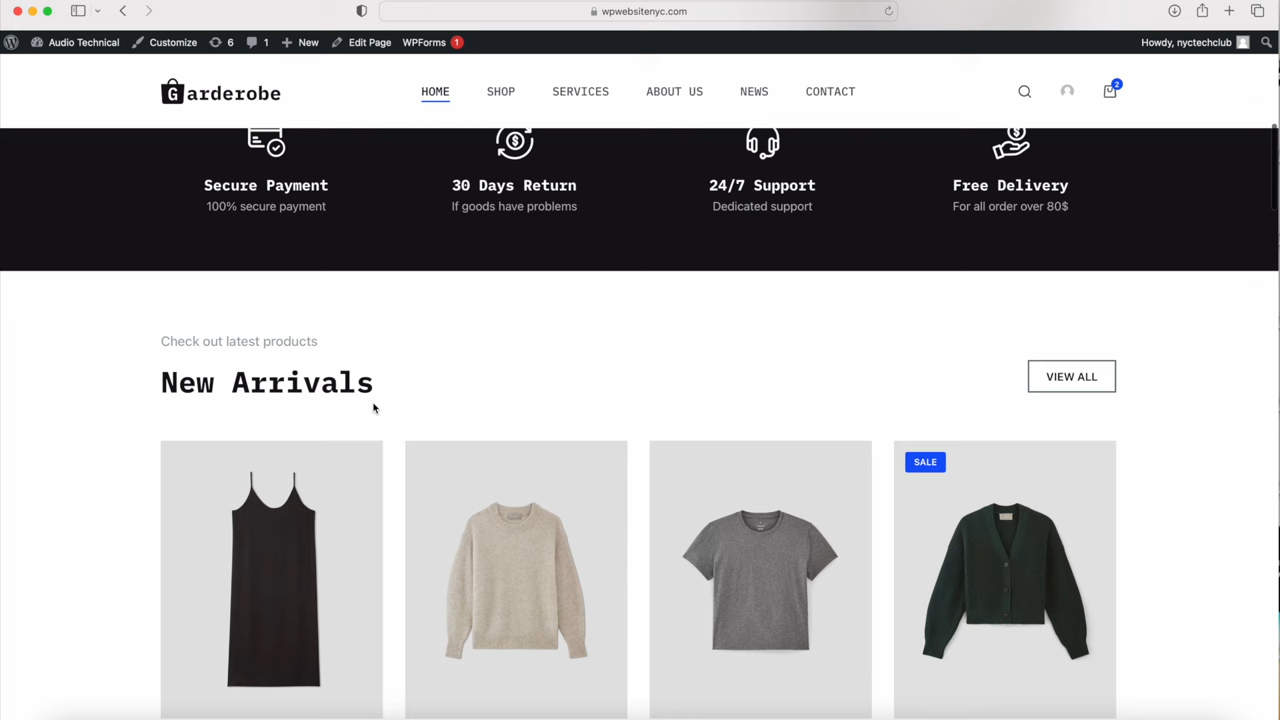 wpwebsitenyc.com
Audio Technical Customize 6 1 New Edit Page WPForms 1 Howdy, nyctechclub
Garderobe HOME SHOP SERVICES ABOUT US NEWS CONTACT 2
Secure Payment 30 Days Return 24/7 Support Free Delivery
100% secure payment If goods have problems Dedicated support For all order over 80$
Check out latest products
New Arrivals
VIEW ALL
SALE